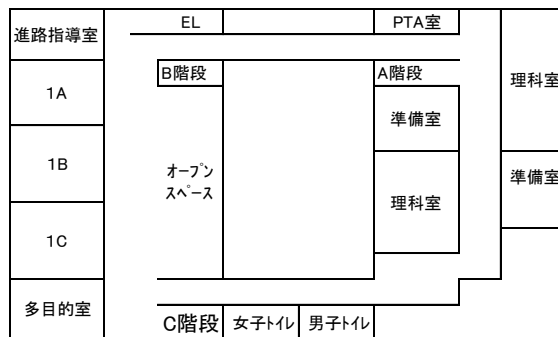 進路指導室
EL
PTA室
B階段
A階段
理科室
1A
準備室
1B
オープン
スペース
理科室
準備室
1C
多目的室
C階段
女子トイレ
男子トイレ